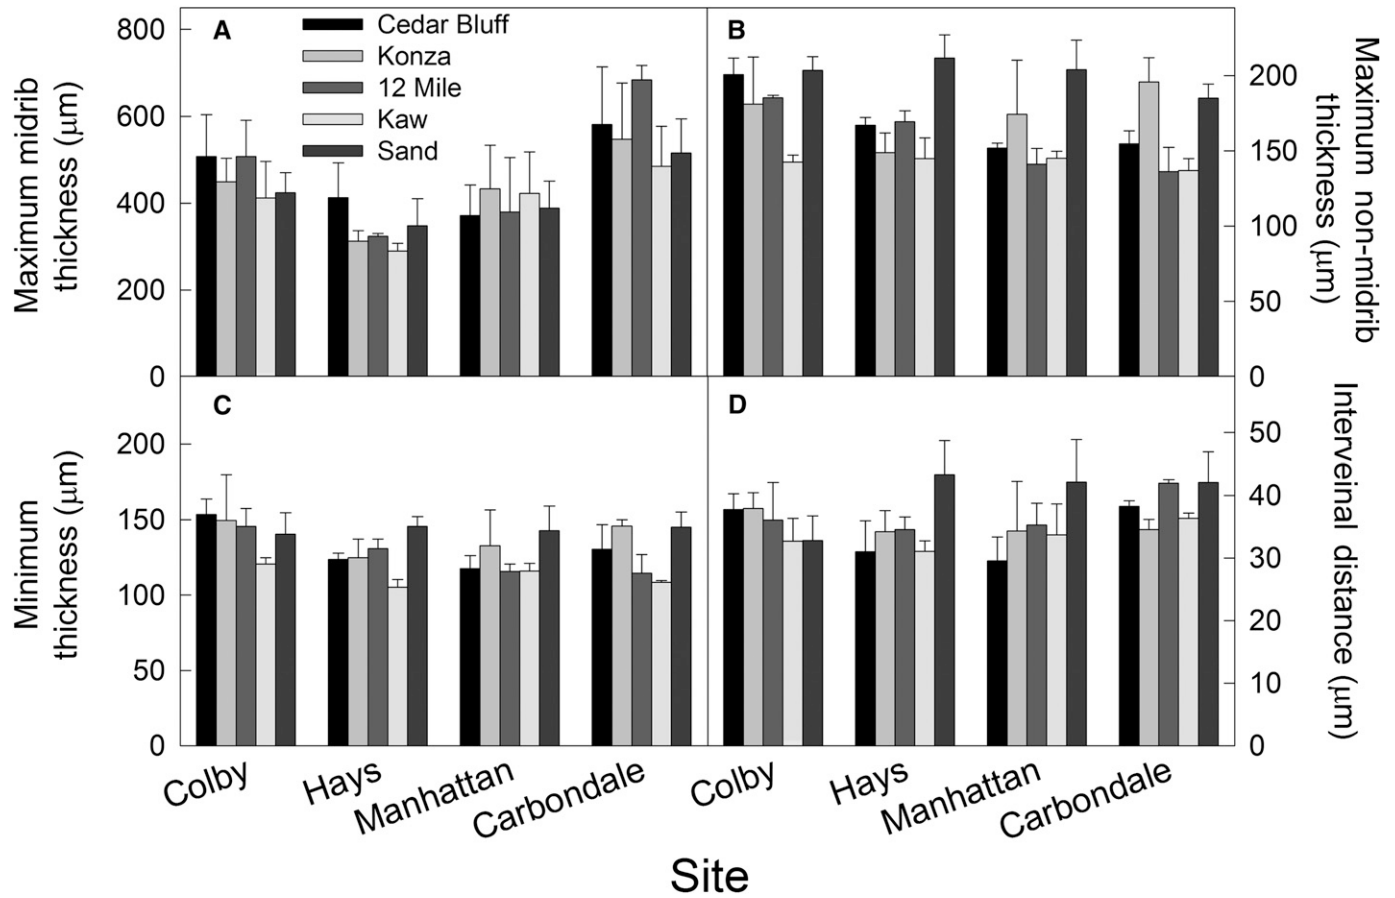 A
Cedar Bluff
Konza
12 Mile
Kaw
Sand
Maximum midrib
thickness (μm)
800
600
400
200
0
B
Maximum non-midrib
thickness (μm)
200
150
100
50
0
C
Minimum
thickness (μm)
200
150
100
50
0
D
Interveinal distance (μm)
50
40
30
20
10
0
Colby
Hays
Manhattan
Carbondale
Colby
Hays
Manhattan
Carbondale
Site